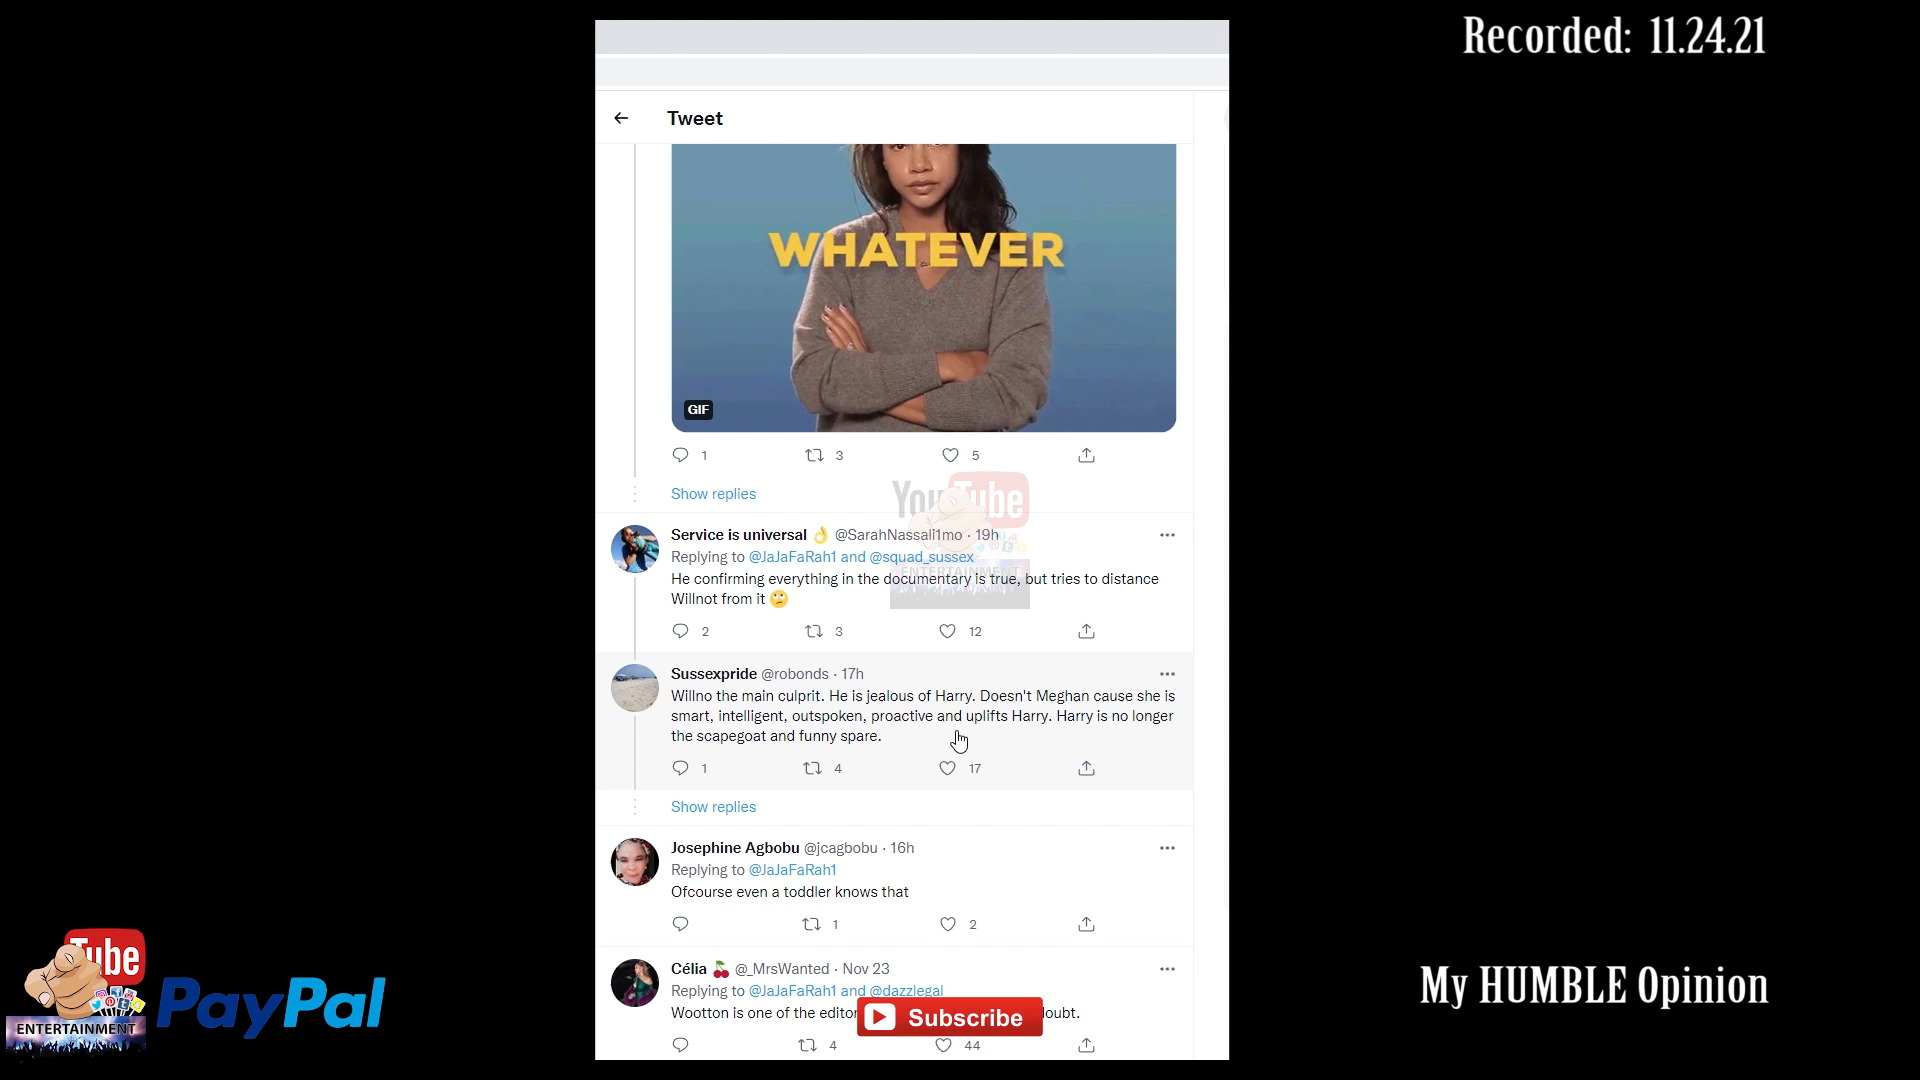 Recorded: 11.24.21
Tweet
WHATEVER
GIF
1 3 5
Show replies
YouTube
ENTERTAINMENT
Service is universal 👌 @SarahNassali1mo · 19h
Replying to @JaJaFaRah1 and @squad_sussex
He confirming everything in the documentary is true, but tries to distance
Willnot from it 🙄
2 3 12
Sussexpride @robonds · 17h
Willno the main culprit. He is jealous of Harry. Doesn't Meghan cause she is
smart, intelligent, outspoken, proactive and uplifts Harry. Harry is no longer
the scapegoat and funny spare.
1 4 17
Show replies
Josephine Agbobu @jcagbobu · 16h
Replying to @JaJaFaRah1
Ofcourse even a toddler knows that
1 2
Célia 🍒 @_MrsWanted · Nov 23
Replying to @JaJaFaRah1 and @dazzlegal
Wootton is one of the editor
Subscribe
4 44
Tube
ENTERTAINMENT
PayPal
My HUMBLE Opinion